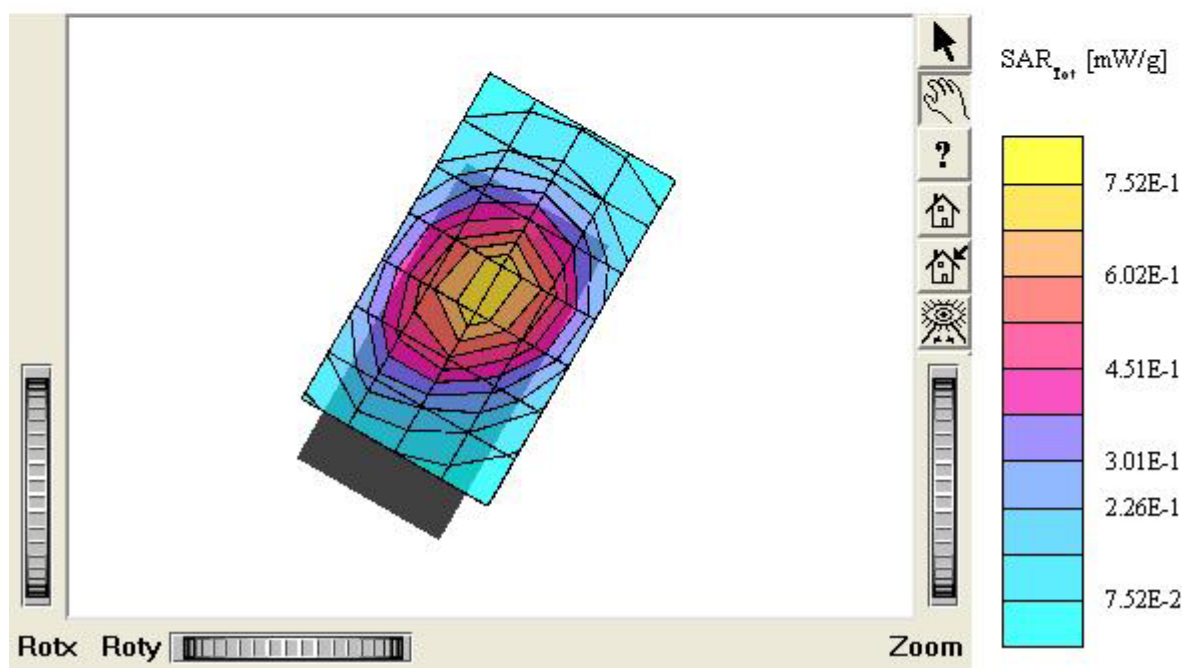 SAR_Tot [mW/g]
?
7.52E-1
6.02E-1
4.51E-1
3.01E-1
2.26E-1
7.52E-2
Rotx Roty Zoom